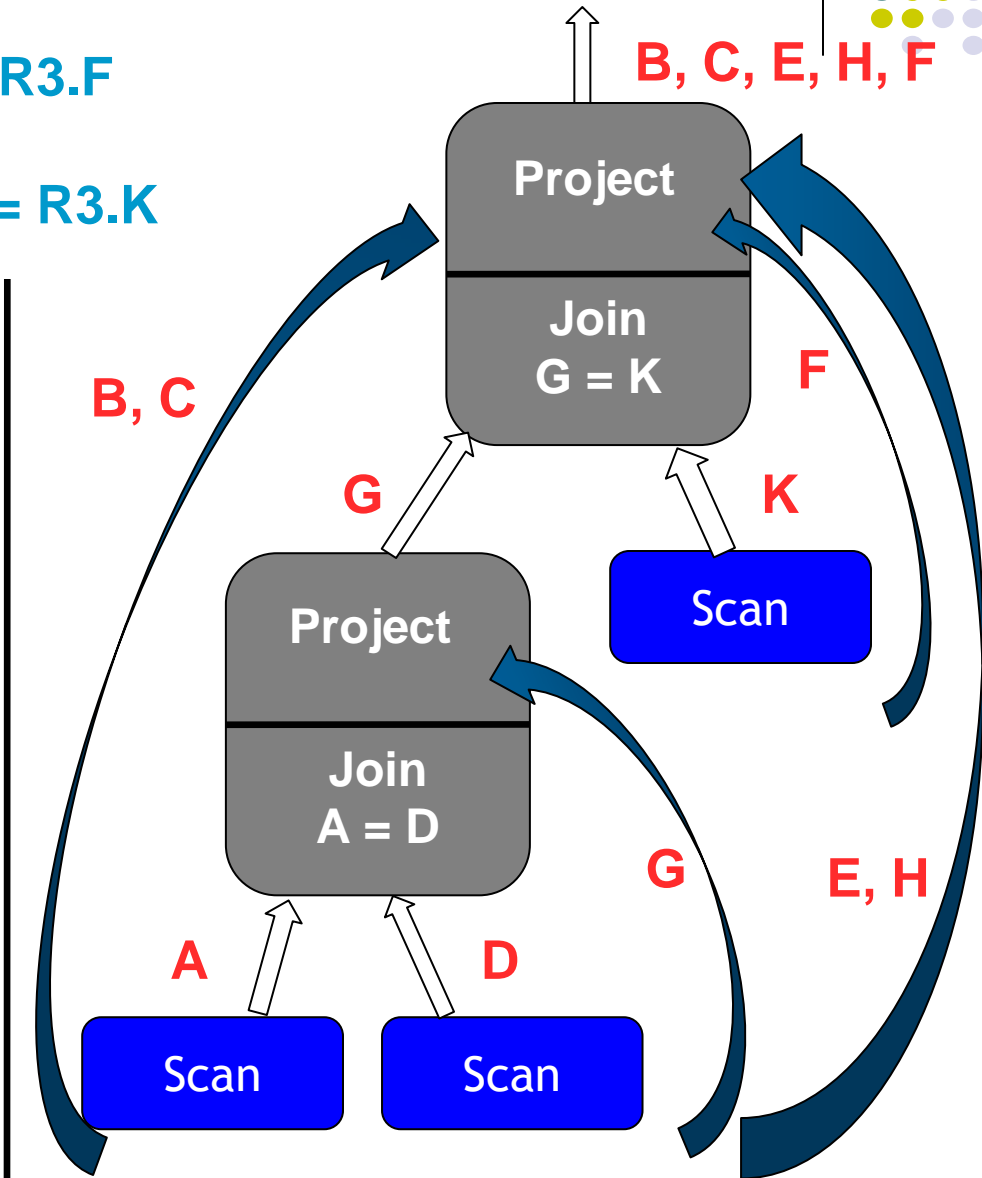 R3.F
B, C, E, H, F
= R3.K
Project
Join
G = K
F
B, C
G
K
Scan
Project
Join
A = D
G
E, H
A
D
Scan
Scan